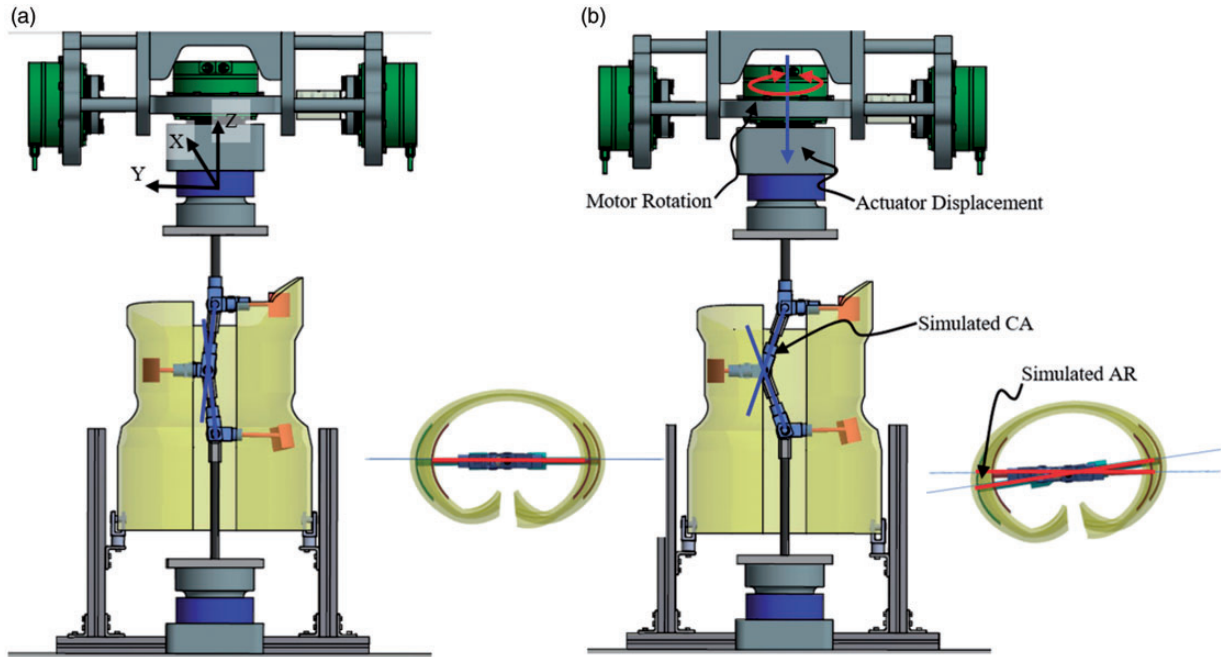 (a)
(b)
Z
X
Y
Motor Rotation
Actuator Displacement
Simulated CA
Simulated AR